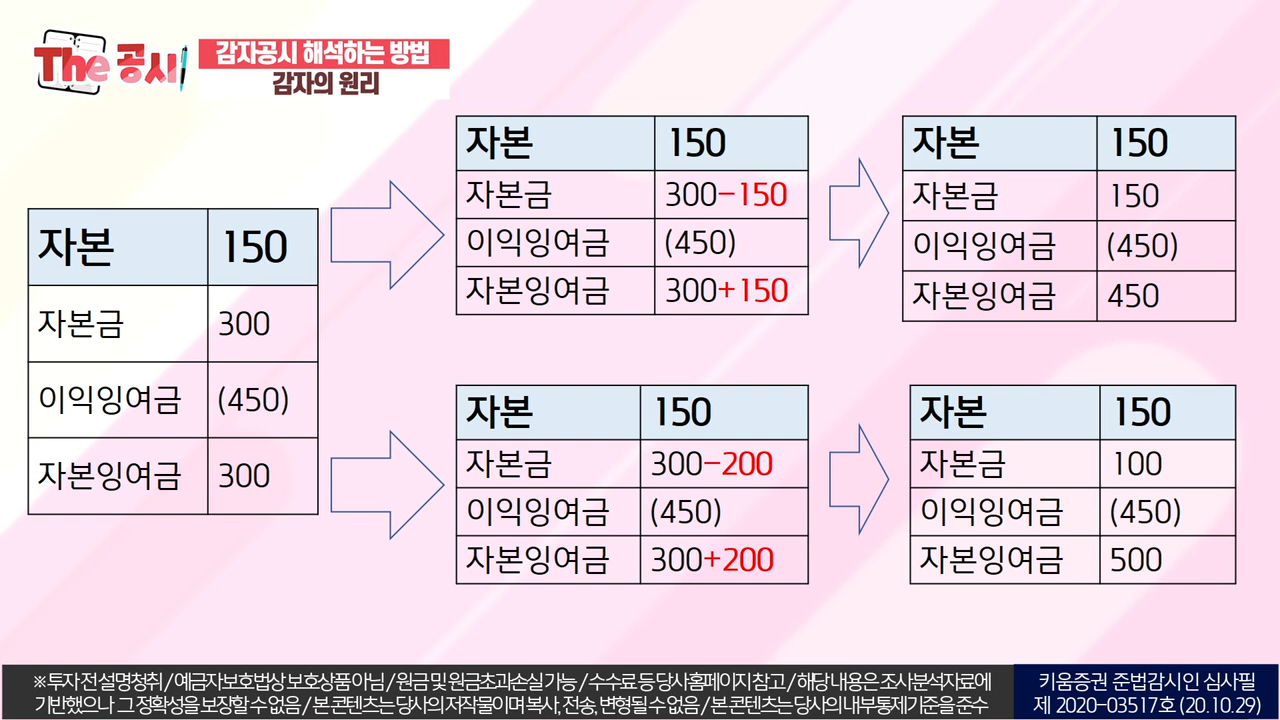 The 공시
감자공시 해석하는 방법
감자의 원리
자본 150
자본금 300
이익잉여금 (450)
자본잉여금 300
자본 150
자본금 300-150
이익잉여금 (450)
자본잉여금 300+150
자본 150
자본금 150
이익잉여금 (450)
자본잉여금 450
자본 150
자본금 300-200
이익잉여금 (450)
자본잉여금 300+200
자본 150
자본금 100
이익잉여금 (450)
자본잉여금 500
※ 투자 전 설명청취 / 예금자보호법상 보호상품 아님 / 원금 및 원금초과손실 가능 / 수수료 등 당사홈페이지 참고 / 해당 내용은 조사분석자료에
기반했으나 그 정확성을 보장할 수 없음 / 본 콘텐츠는 당사의 저작물이며 복사, 전송, 변형될 수 없음 / 본 콘텐츠는 당사의 내부통제기준을 준수
키움증권 준법감시인 심사필
제 2020-03517호 (20.10.29)